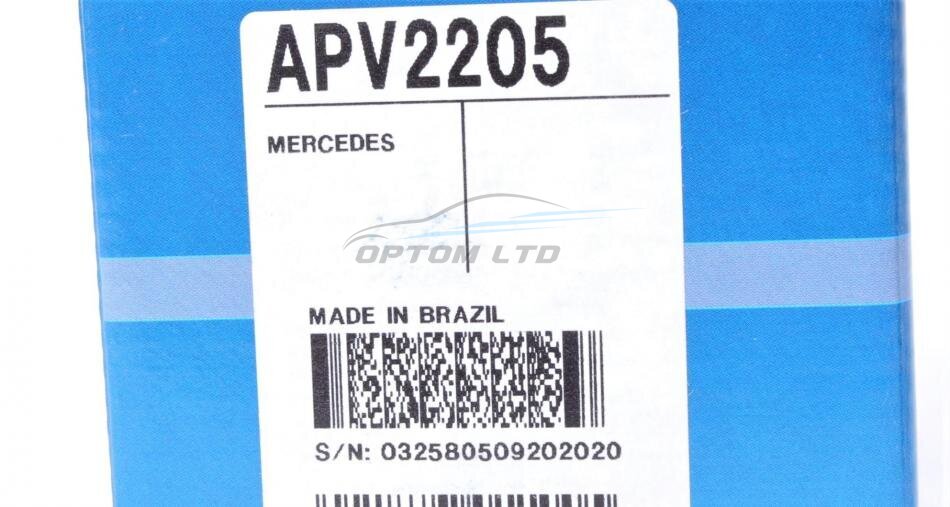 APV2205
MERCEDES
OPTOM LTD
MADE IN BRAZIL
S/N: 032580509202020